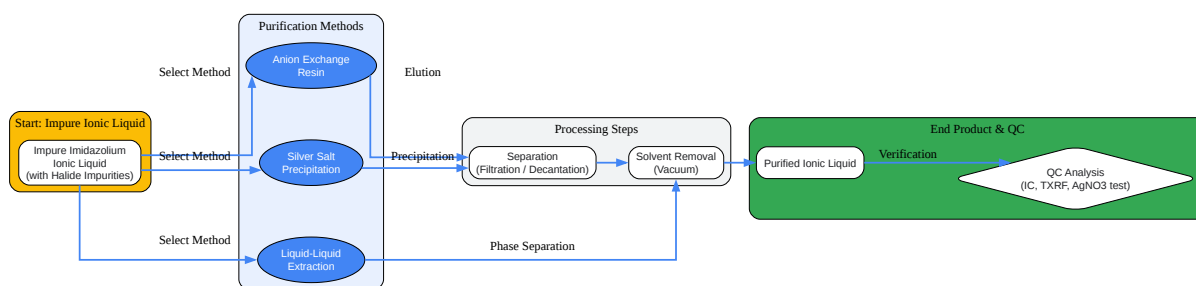 Purification Methods
Anion Exchange
Resin
Select Method
Elution
Start: Impure Ionic Liquid
Impure Imidazolium
Ionic Liquid
(with Halide Impurities)
Select Method
Silver Salt
Precipitation
Precipitation
Processing Steps
Separation
(Filtration / Decantation)
Solvent Removal
(Vacuum)
End Product & QC
Purified Ionic Liquid
Verification
QC Analysis
(IC, TXRF, AgNO3 test)
Select Method
Liquid-Liquid
Extraction
Phase Separation